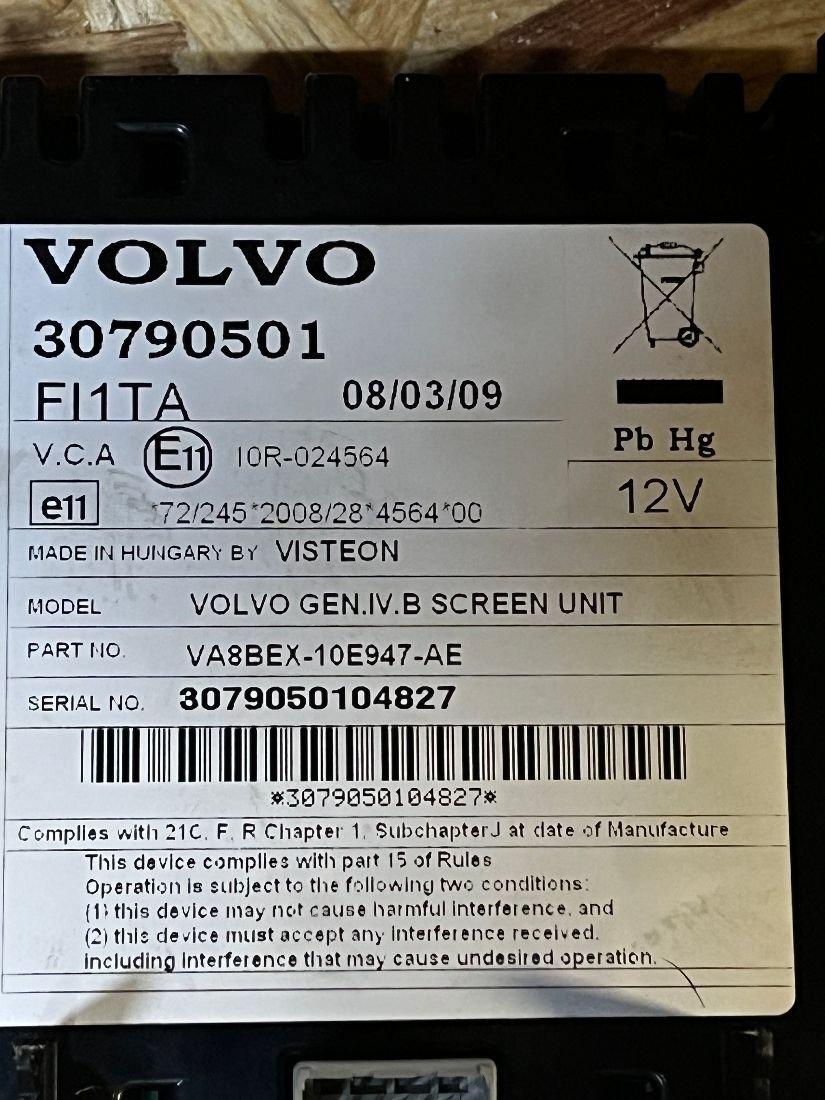 VOLVO
30790501
FI1TA 08/03/09
Pb Hg
V.C.A E11 10R-024564
12V
e11 *72/245*2008/28*4564*00
MADE IN HUNGARY BY VISTEON
MODEL VOLVO GEN.IV.B SCREEN UNIT
PART NO. VA8BEX-10E947-AE
SERIAL NO. 3079050104827
*3079050104827*
Complies with 21C. F. R Chapter 1. Subchapter J at date of Manufacture
This device complies with part 15 of Rules
Operation is subject to the following two conditions:
(1) this device may not cause harmful interference, and
(2) this device must accept any interference received.
including interference that may cause undesired operation.